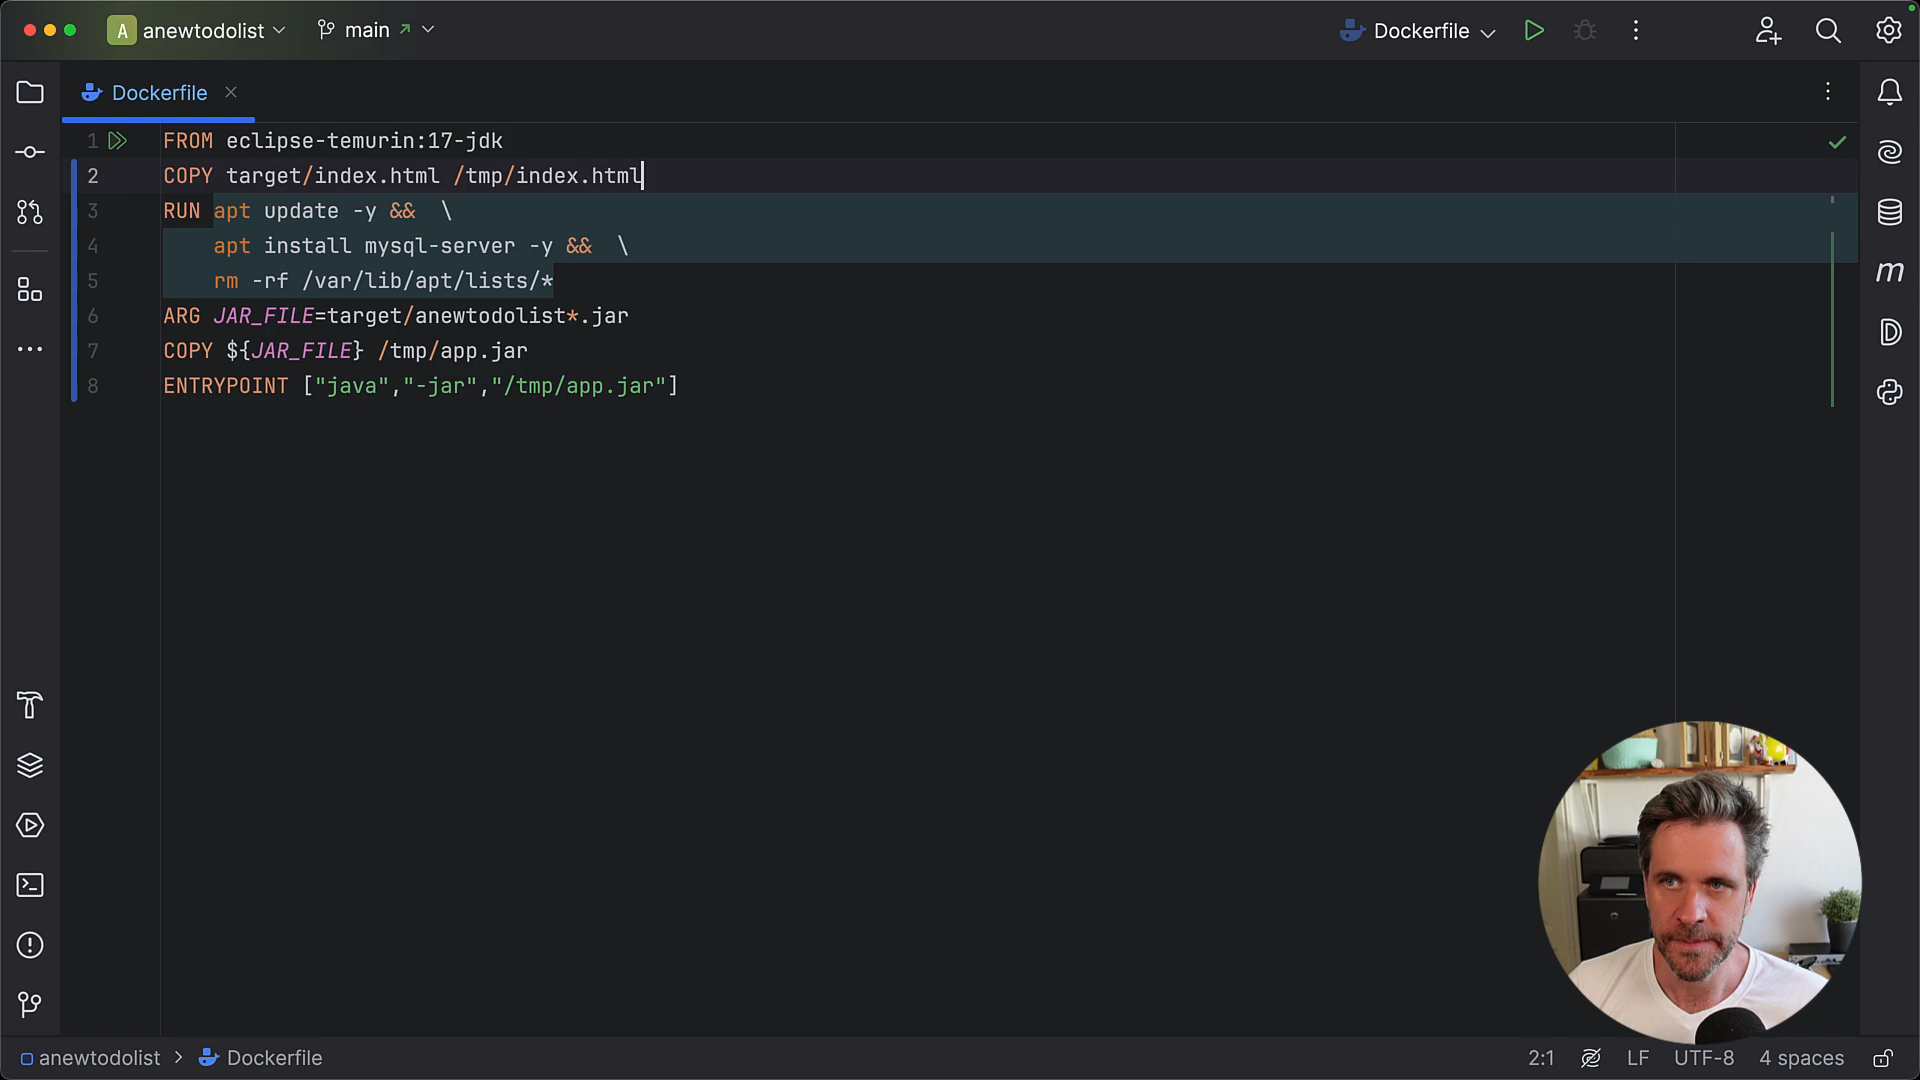 A anewtodolist main Dockerfile
Dockerfile
1 FROM eclipse-temurin:17-jdk
2 COPY target/index.html /tmp/index.html
3 RUN apt update -y && \
4 apt install mysql-server -y && \
5 rm -rf /var/lib/apt/lists/*
6 ARG JAR_FILE=target/anewtodolist*.jar
7 COPY ${JAR_FILE} /tmp/app.jar
8 ENTRYPOINT ["java","-jar","/tmp/app.jar"]
anewtodolist > Dockerfile 2:1 LF UTF-8 4 spaces